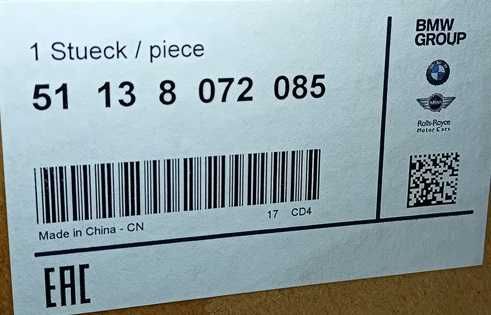 1 Stueck / piece
51 13 8 072 085
Made in China - CN
17 CD4
EAC
BMW
GROUP
Rolls-Royce
Motor Cars